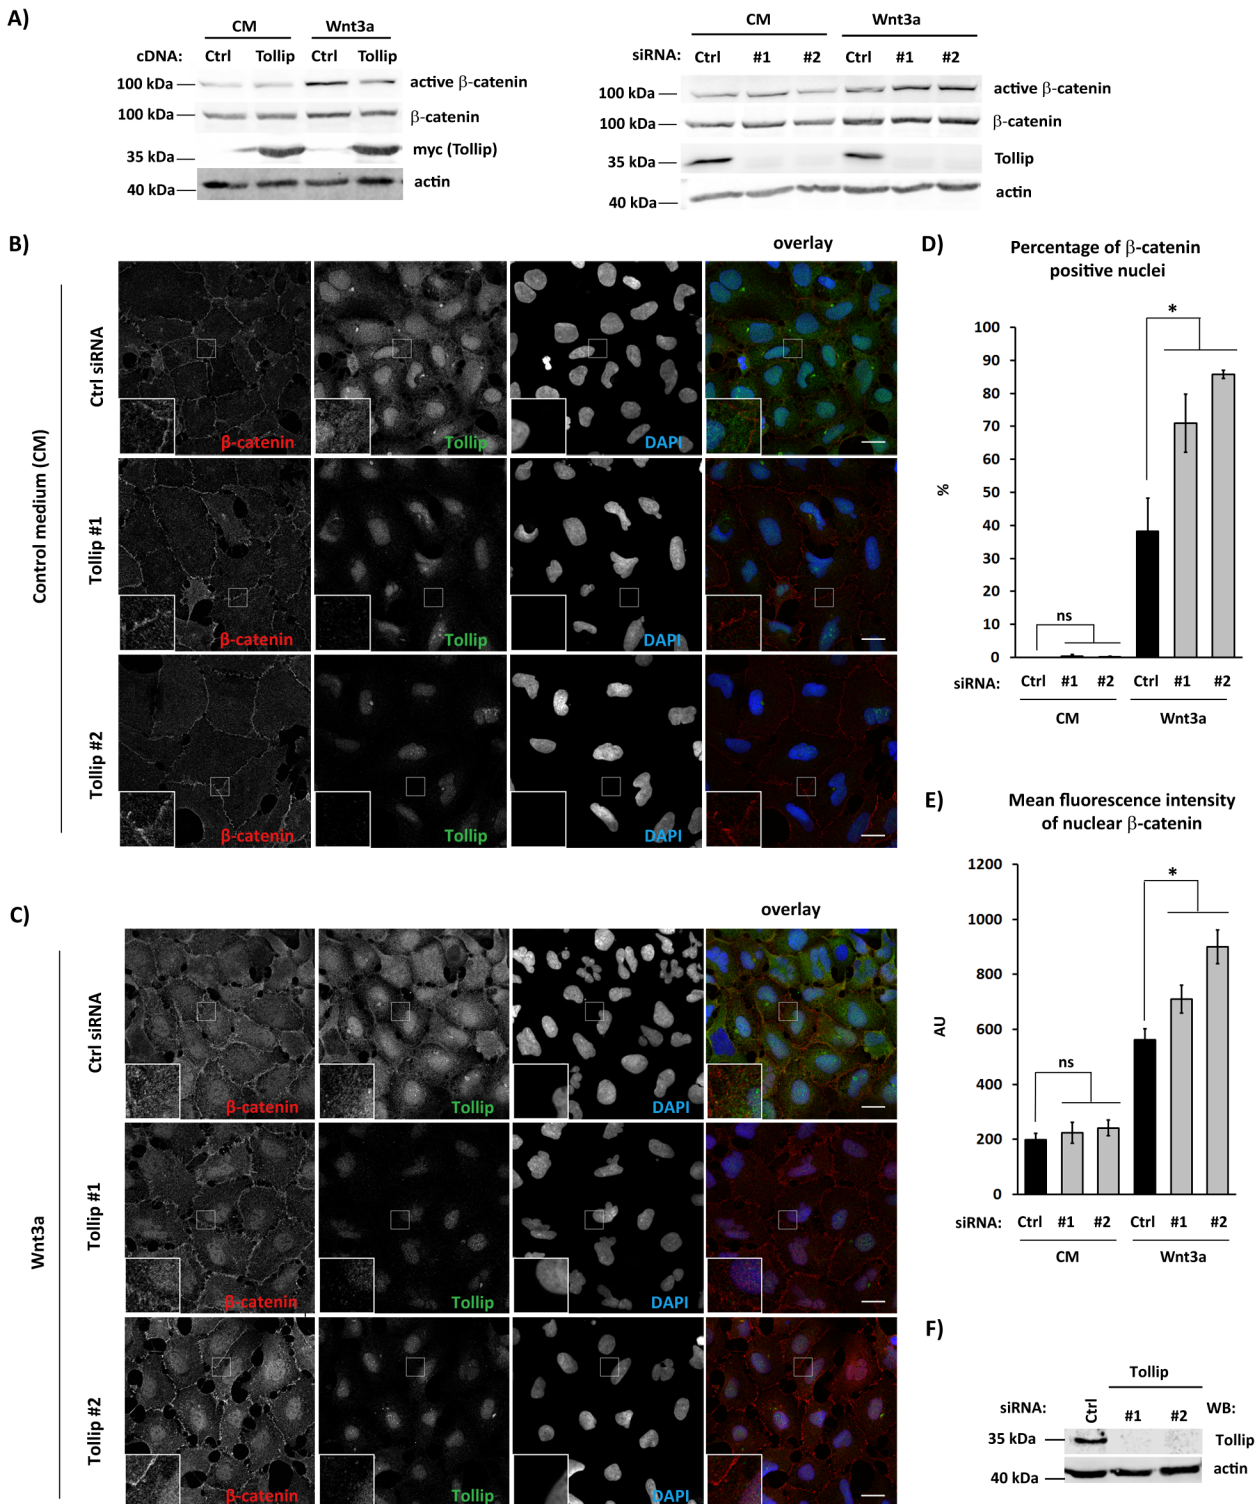 A)
CM Wnt3a
cDNA: Ctrl Tollip Ctrl Tollip
100 kDa active β-catenin
100 kDa β-catenin
35 kDa myc (Tollip)
40 kDa actin
CM Wnt3a
siRNA: Ctrl #1 #2 Ctrl #1 #2
100 kDa active β-catenin
100 kDa β-catenin
35 kDa Tollip
40 kDa actin
B)
overlay
Control medium (CM)
Ctrl siRNA
β-catenin Tollip DAPI
Tollip #1
β-catenin Tollip DAPI
Tollip #2
β-catenin Tollip DAPI
C)
overlay
Wnt3a
Ctrl siRNA
β-catenin Tollip DAPI
Tollip #1
β-catenin Tollip DAPI
Tollip #2
β-catenin Tollip DAPI
D)
Percentage of β-catenin
positive nuclei
*
100
90
80
70
60
50
%
40
30
20
10
0
ns
siRNA: Ctrl #1 #2 Ctrl #1 #2
CM Wnt3a
E)
Mean fluorescence intensity
of nuclear β-catenin
1200
*
1000
800
600
AU
400
ns
200
0
siRNA: Ctrl #1 #2 Ctrl #1 #2
CM Wnt3a
F)
Tollip
siRNA: Ctrl #1 #2 WB:
35 kDa Tollip
40 kDa actin